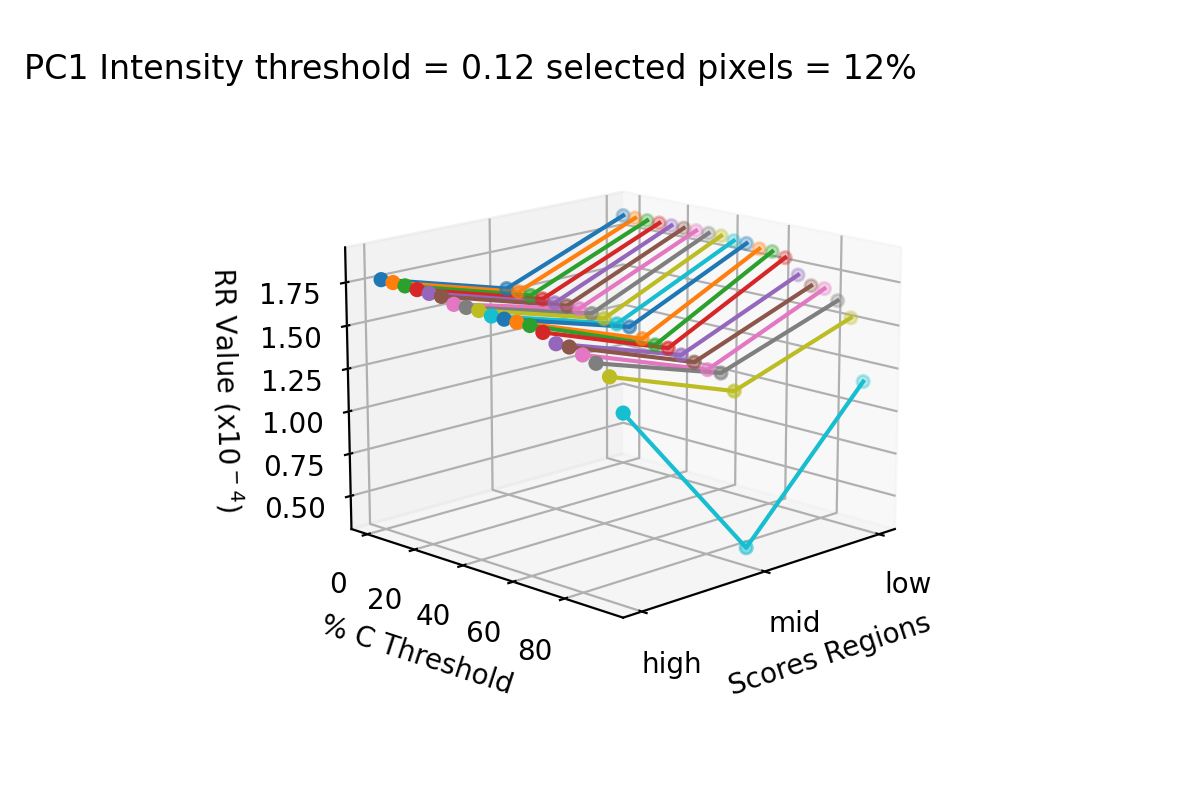 PC1 Intensity threshold = 0.12 selected pixels = 12%
RR Value (x10⁻⁴)
1.75
1.50
1.25
1.00
0.75
0.50
0
20
40
60
80
% C Threshold
high
mid
low
Scores Regions